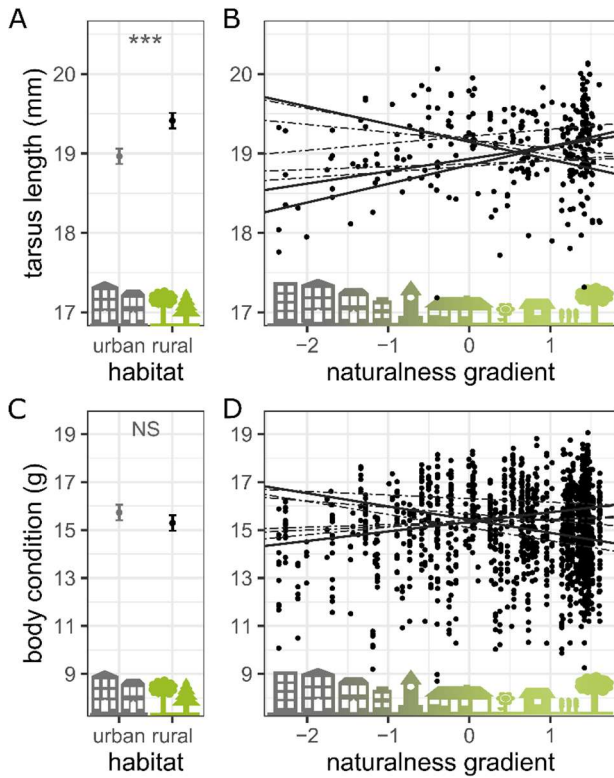 A
B
***
tarsus length (mm)
20
19
18
17
20
19
18
17
urban rural
habitat
−2 −1 0 1
naturalness gradient
C
D
NS
body condition (g)
19
17
15
13
11
9
19
17
15
13
11
9
urban rural
habitat
−2 −1 0 1
naturalness gradient